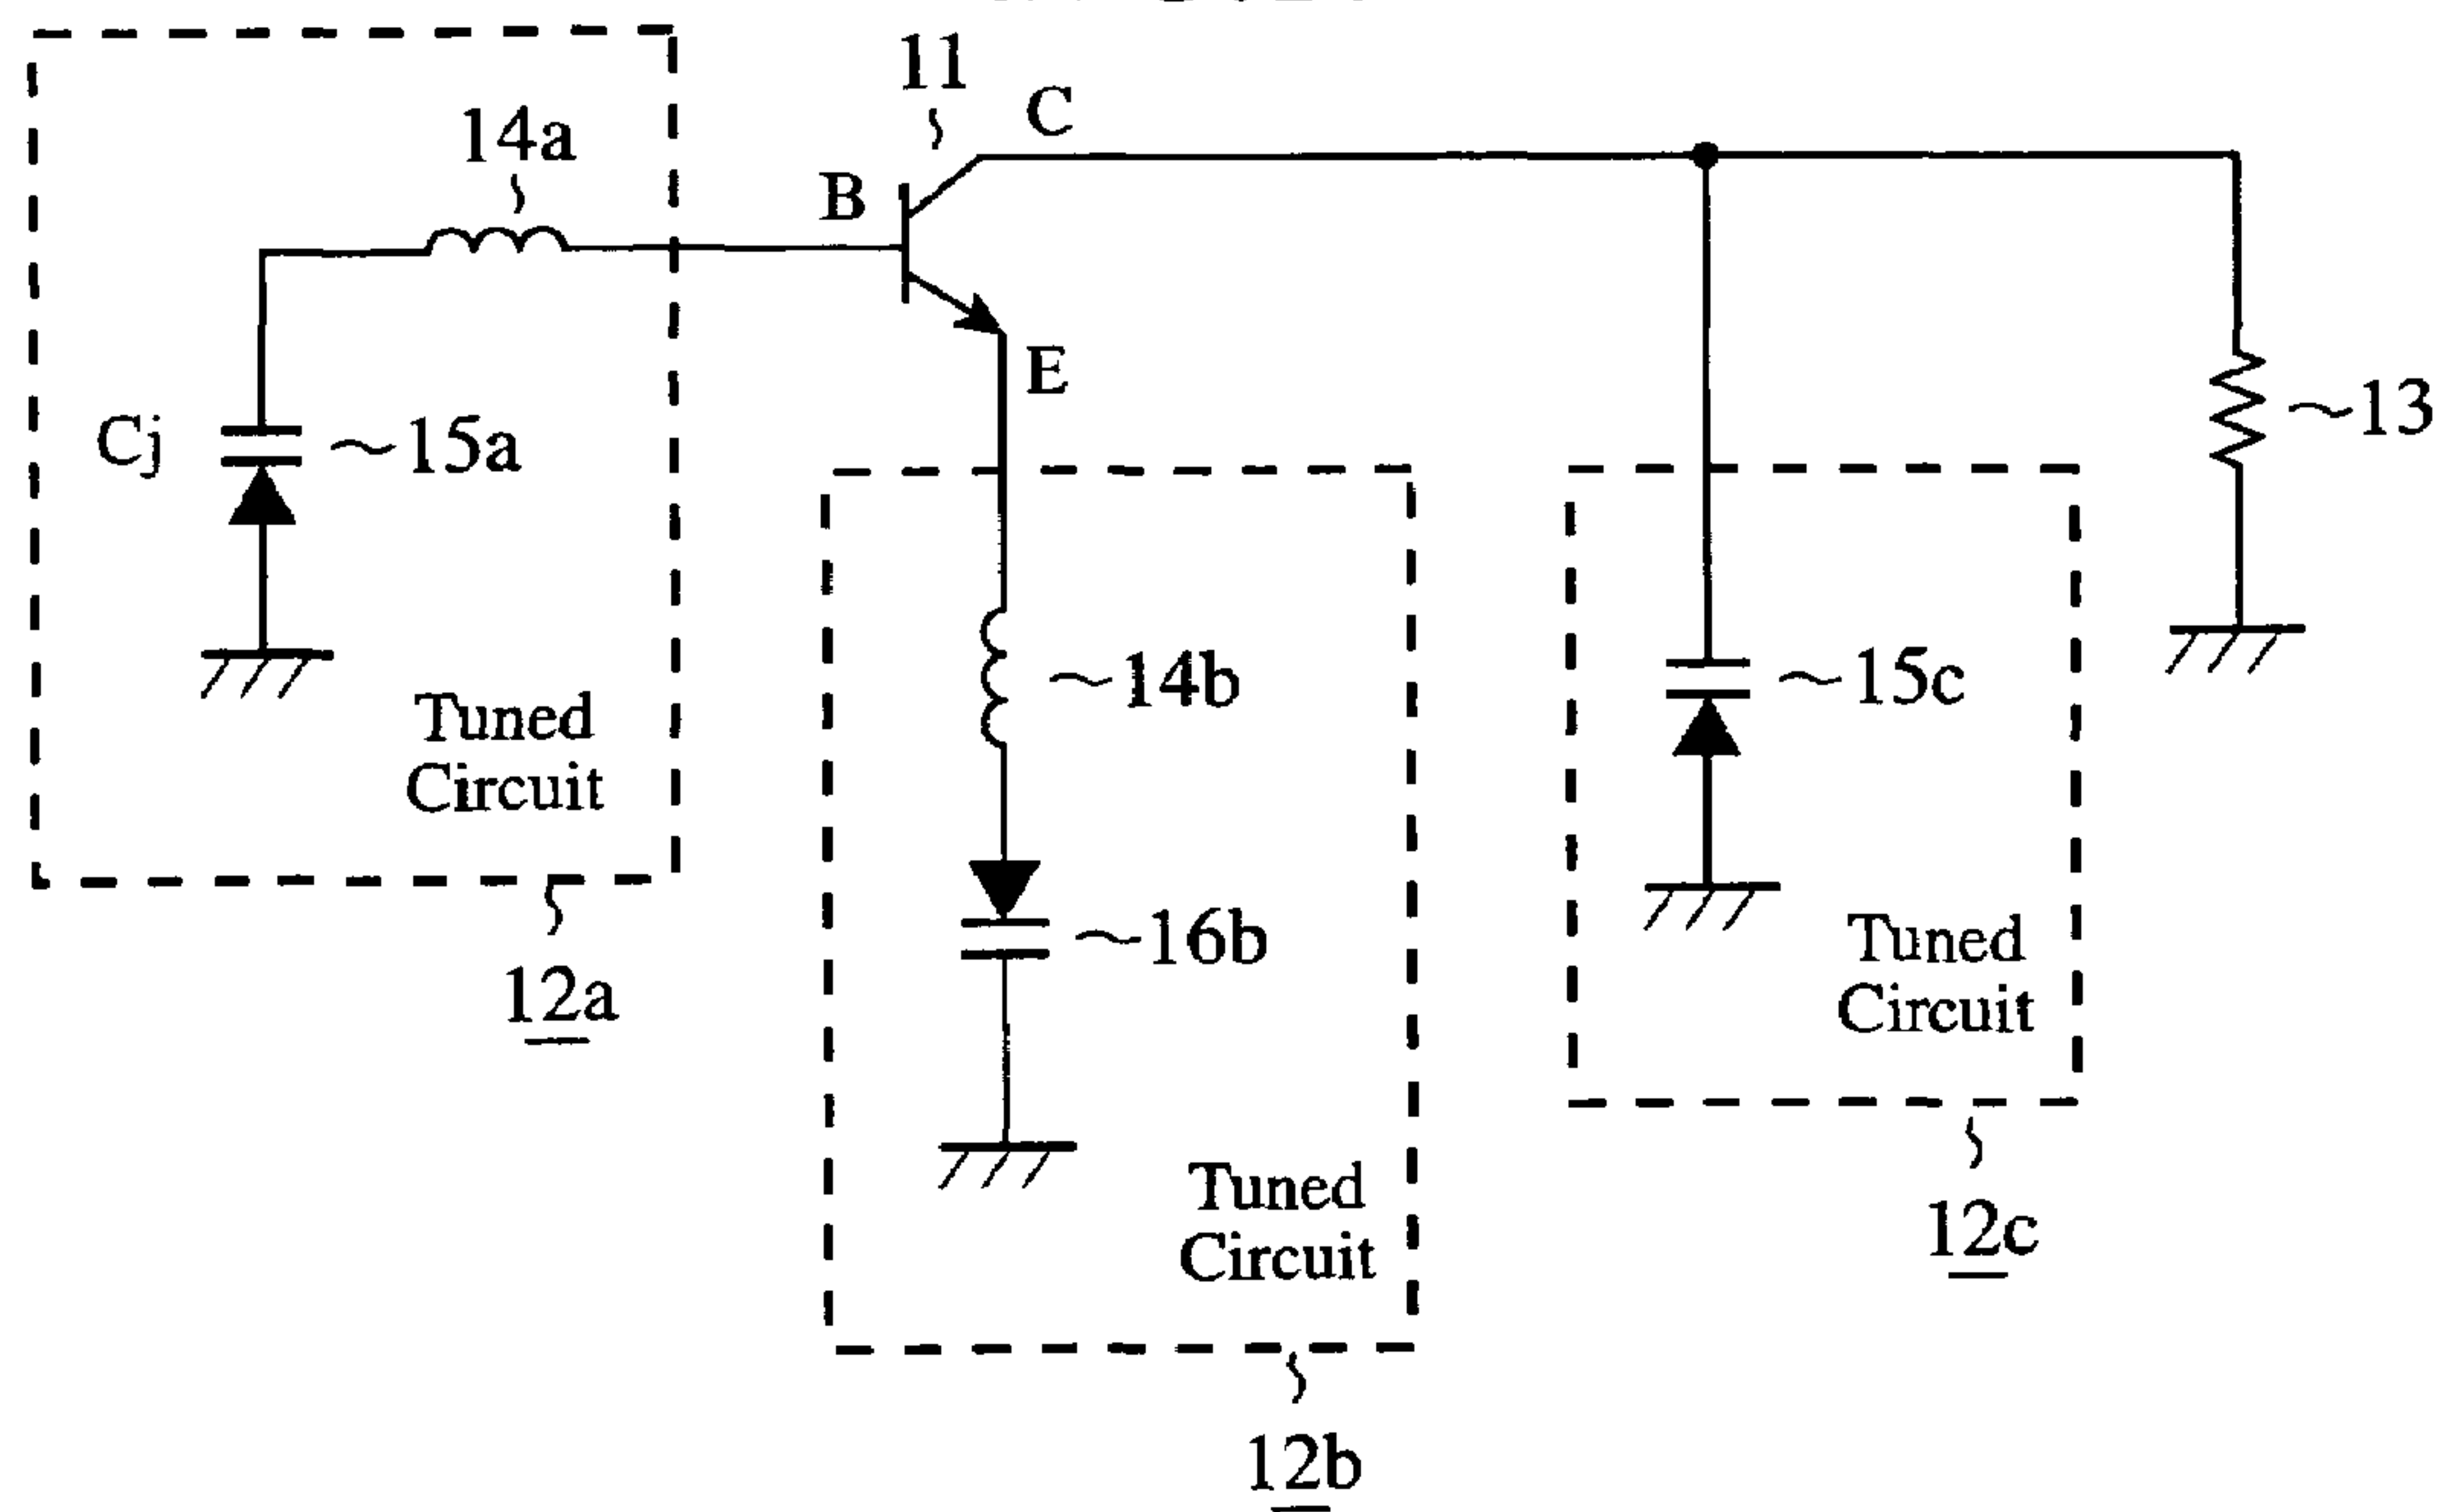 11
C
14a
B
E
Cj
15a
13
14b
15c
Tuned
Circuit
16b
12a
Tuned
Circuit
Tuned
Circuit
12c
12b